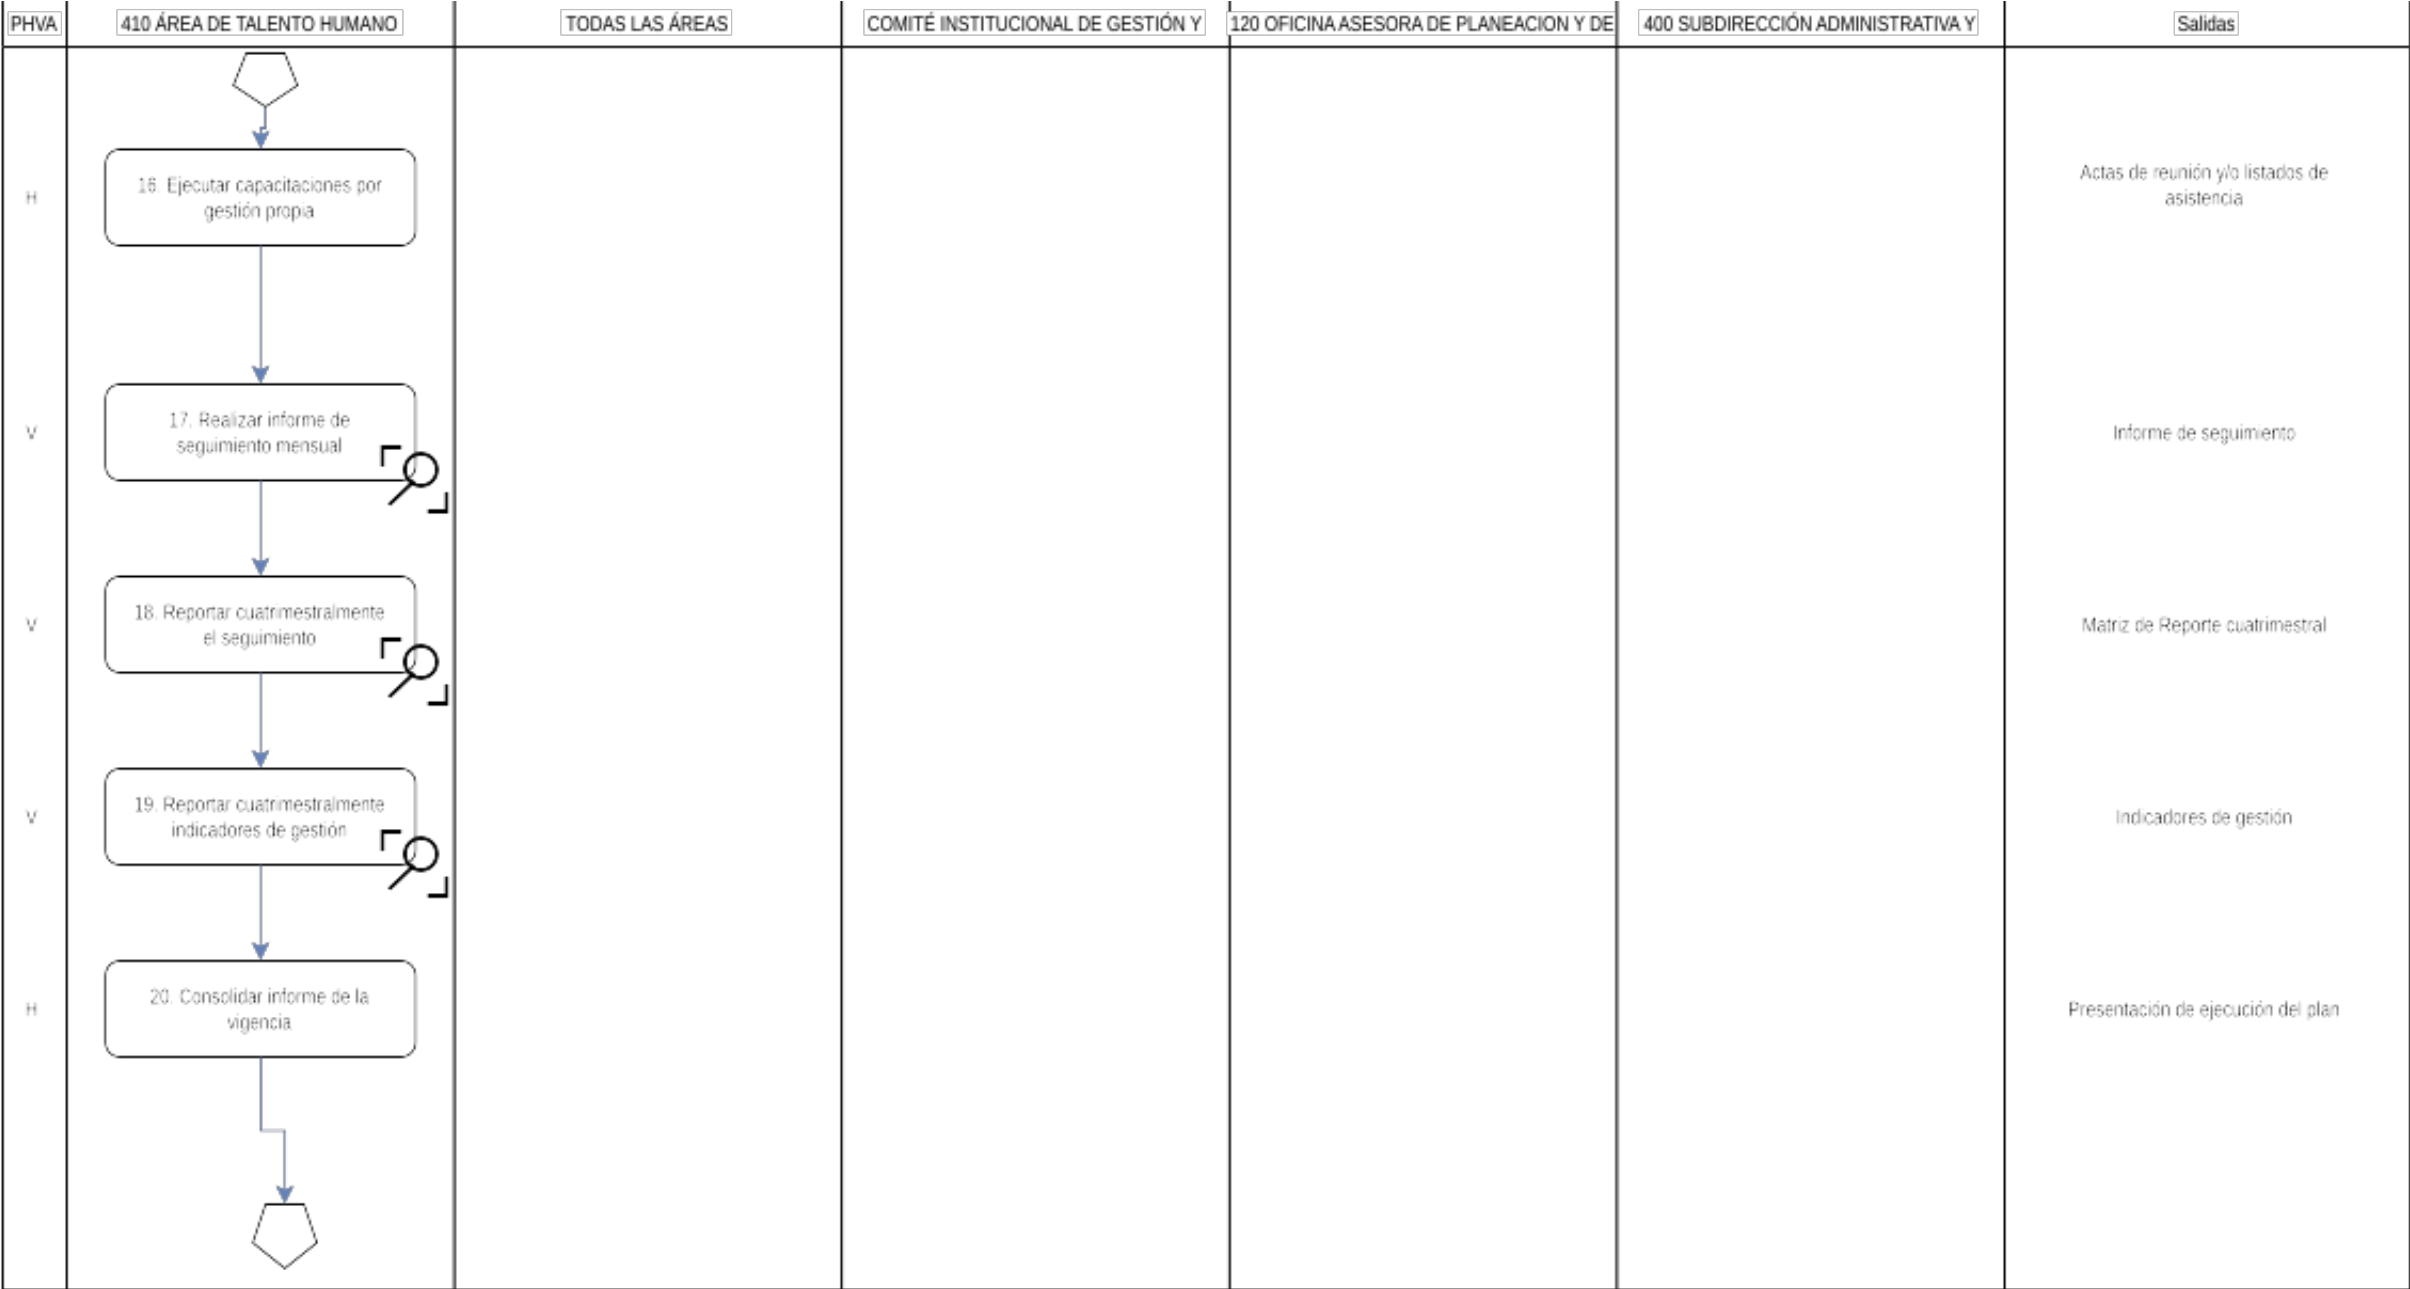 PHVA
410 ÁREA DE TALENTO HUMANO
TODAS LAS ÁREAS
COMITÉ INSTITUCIONAL DE GESTIÓN Y
120 OFICINA ASESORA DE PLANEACION Y DE
400 SUBDIRECCIÓN ADMINISTRATIVA Y
Salidas
H
16. Ejecutar capacitaciones por
gestión propia
Actas de reunión y/o listados de
asistencia
V
17. Realizar informe de
seguimiento mensual
Informe de seguimiento
V
18. Reportar cuatrimestralmente
el seguimiento
Matriz de Reporte cuatrimestral
V
19. Reportar cuatrimestralmente
indicadores de gestión
Indicadores de gestión
H
20. Consolidar informe de la
vigencia
Presentación de ejecución del plan